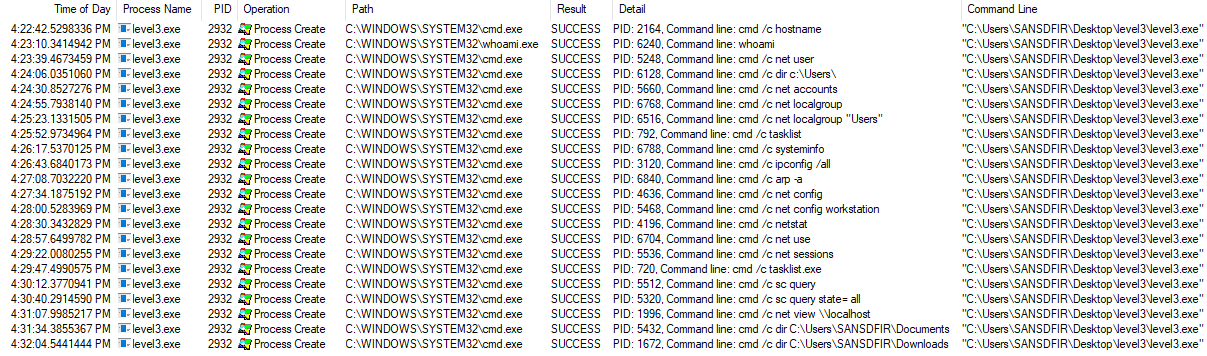 Time of Day Process Name PID Operation Path Result Detail Command Line
4:22:42.5298336 PM level3.exe 2932 Process Create C:\WINDOWS\SYSTEM32\cmd.exe SUCCESS PID: 2164, Command line: cmd /c hostname "C:\Users\SANSDFIR\Desktop\level3\level3.exe"
4:23:10.3414942 PM level3.exe 2932 Process Create C:\WINDOWS\SYSTEM32\whoami.exe SUCCESS PID: 6240, Command line: whoami "C:\Users\SANSDFIR\Desktop\level3\level3.exe"
4:23:39.4673459 PM level3.exe 2932 Process Create C:\WINDOWS\SYSTEM32\cmd.exe SUCCESS PID: 5248, Command line: cmd /c net user "C:\Users\SANSDFIR\Desktop\level3\level3.exe"
4:24:06.0351060 PM level3.exe 2932 Process Create C:\WINDOWS\SYSTEM32\cmd.exe SUCCESS PID: 6128, Command line: cmd /c dir c:\Users\ "C:\Users\SANSDFIR\Desktop\level3\level3.exe"
4:24:30.8527276 PM level3.exe 2932 Process Create C:\WINDOWS\SYSTEM32\cmd.exe SUCCESS PID: 5660, Command line: cmd /c net accounts "C:\Users\SANSDFIR\Desktop\level3\level3.exe"
4:24:55.7938140 PM level3.exe 2932 Process Create C:\WINDOWS\SYSTEM32\cmd.exe SUCCESS PID: 6768, Command line: cmd /c net localgroup "C:\Users\SANSDFIR\Desktop\level3\level3.exe"
4:25:23.1331505 PM level3.exe 2932 Process Create C:\WINDOWS\SYSTEM32\cmd.exe SUCCESS PID: 6516, Command line: cmd /c net localgroup "Users" "C:\Users\SANSDFIR\Desktop\level3\level3.exe"
4:25:52.9734964 PM level3.exe 2932 Process Create C:\WINDOWS\SYSTEM32\cmd.exe SUCCESS PID: 792, Command line: cmd /c tasklist "C:\Users\SANSDFIR\Desktop\level3\level3.exe"
4:26:17.5370125 PM level3.exe 2932 Process Create C:\WINDOWS\SYSTEM32\cmd.exe SUCCESS PID: 6788, Command line: cmd /c systeminfo "C:\Users\SANSDFIR\Desktop\level3\level3.exe"
4:26:43.6840173 PM level3.exe 2932 Process Create C:\WINDOWS\SYSTEM32\cmd.exe SUCCESS PID: 3120, Command line: cmd /c ipconfig /all "C:\Users\SANSDFIR\Desktop\level3\level3.exe"
4:27:08.7032220 PM level3.exe 2932 Process Create C:\WINDOWS\SYSTEM32\cmd.exe SUCCESS PID: 6840, Command line: cmd /c arp -a "C:\Users\SANSDFIR\Desktop\level3\level3.exe"
4:27:34.1875192 PM level3.exe 2932 Process Create C:\WINDOWS\SYSTEM32\cmd.exe SUCCESS PID: 4636, Command line: cmd /c net config "C:\Users\SANSDFIR\Desktop\level3\level3.exe"
4:28:00.5283969 PM level3.exe 2932 Process Create C:\WINDOWS\SYSTEM32\cmd.exe SUCCESS PID: 5468, Command line: cmd /c net config workstation "C:\Users\SANSDFIR\Desktop\level3\level3.exe"
4:28:30.3432829 PM level3.exe 2932 Process Create C:\WINDOWS\SYSTEM32\cmd.exe SUCCESS PID: 4196, Command line: cmd /c netstat "C:\Users\SANSDFIR\Desktop\level3\level3.exe"
4:28:57.6499782 PM level3.exe 2932 Process Create C:\WINDOWS\SYSTEM32\cmd.exe SUCCESS PID: 6704, Command line: cmd /c net use "C:\Users\SANSDFIR\Desktop\level3\level3.exe"
4:29:22.0080255 PM level3.exe 2932 Process Create C:\WINDOWS\SYSTEM32\cmd.exe SUCCESS PID: 5536, Command line: cmd /c net sessions "C:\Users\SANSDFIR\Desktop\level3\level3.exe"
4:29:47.4990575 PM level3.exe 2932 Process Create C:\WINDOWS\SYSTEM32\cmd.exe SUCCESS PID: 720, Command line: cmd /c tasklist.exe "C:\Users\SANSDFIR\Desktop\level3\level3.exe"
4:30:12.3770941 PM level3.exe 2932 Process Create C:\WINDOWS\SYSTEM32\cmd.exe SUCCESS PID: 5512, Command line: cmd /c sc query "C:\Users\SANSDFIR\Desktop\level3\level3.exe"
4:30:40.2914590 PM level3.exe 2932 Process Create C:\WINDOWS\SYSTEM32\cmd.exe SUCCESS PID: 5320, Command line: cmd /c sc query state= all "C:\Users\SANSDFIR\Desktop\level3\level3.exe"
4:31:07.9985217 PM level3.exe 2932 Process Create C:\WINDOWS\SYSTEM32\cmd.exe SUCCESS PID: 1996, Command line: cmd /c net view \\localhost "C:\Users\SANSDFIR\Desktop\level3\level3.exe"
4:31:34.3855367 PM level3.exe 2932 Process Create C:\WINDOWS\SYSTEM32\cmd.exe SUCCESS PID: 5432, Command line: cmd /c dir C:\Users\SANSDFIR\Documents "C:\Users\SANSDFIR\Desktop\level3\level3.exe"
4:32:04.5441444 PM level3.exe 2932 Process Create C:\WINDOWS\SYSTEM32\cmd.exe SUCCESS PID: 1672, Command line: cmd /c dir C:\Users\SANSDFIR\Downloads "C:\Users\SANSDFIR\Desktop\level3\level3.exe"